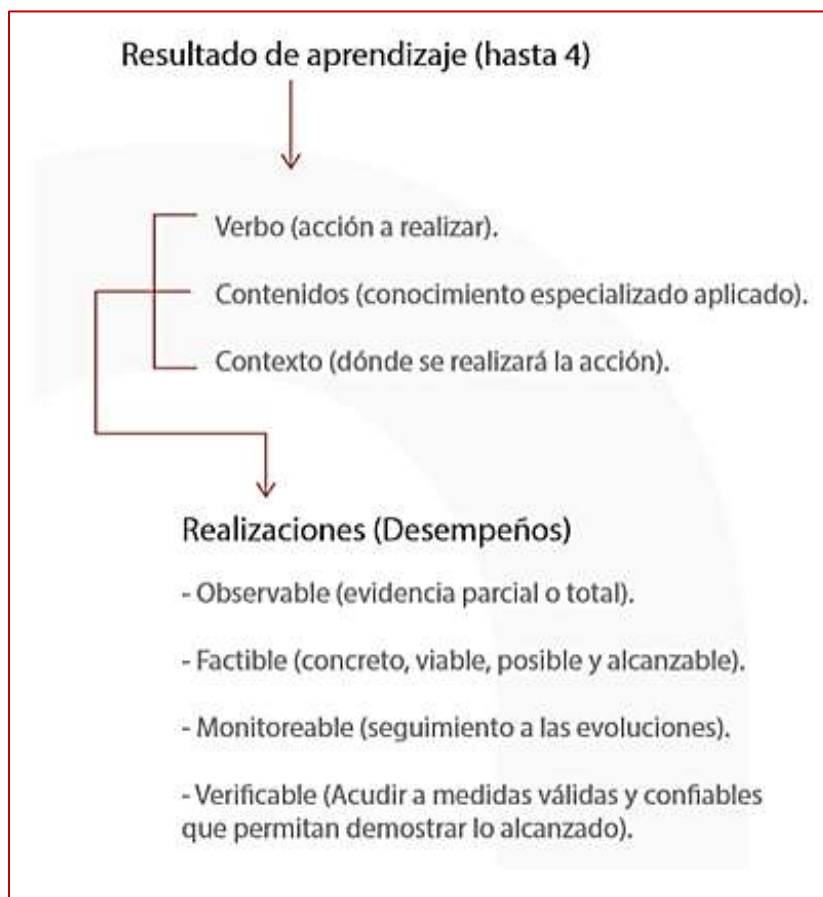 Resultado de aprendizaje (hasta 4)
Verbo (acción a realizar).
Contenidos (conocimiento especializado aplicado).
Contexto (dónde se realizará la acción).
Realizaciones (Desempeños)
- Observable (evidencia parcial o total).
- Factible (concreto, viable, posible y alcanzable).
- Monitoreable (seguimiento a las evoluciones).
- Verificable (Acudir a medidas válidas y confiables
que permitan demostrar lo alcanzado).